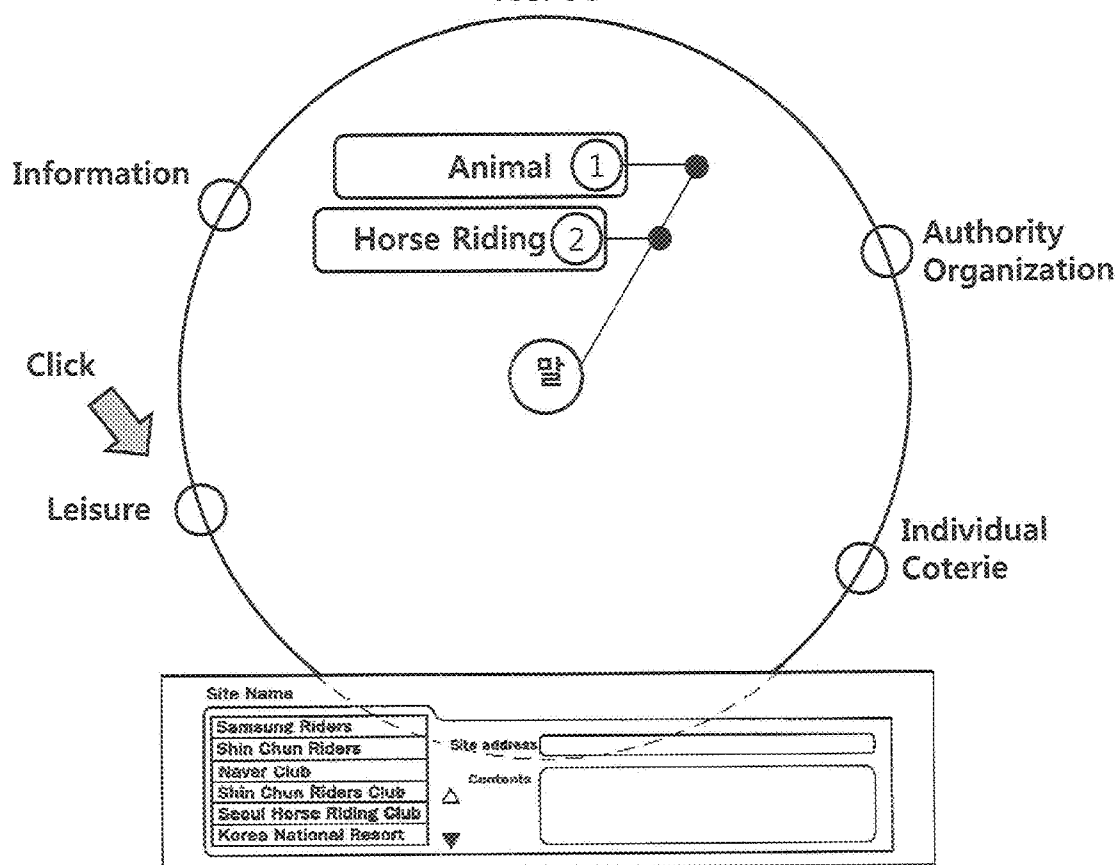 Information
Animal 1
Horse Riding 2
Authority
Organization
말
Click
Leisure
Individual
Coterie
Site Name
Samsung Riders
Shin Chun Riders
Naver Club
Shin Chun Riders Club
Seoul Horse Riding Club
Korea National Resort
Site address
Contents